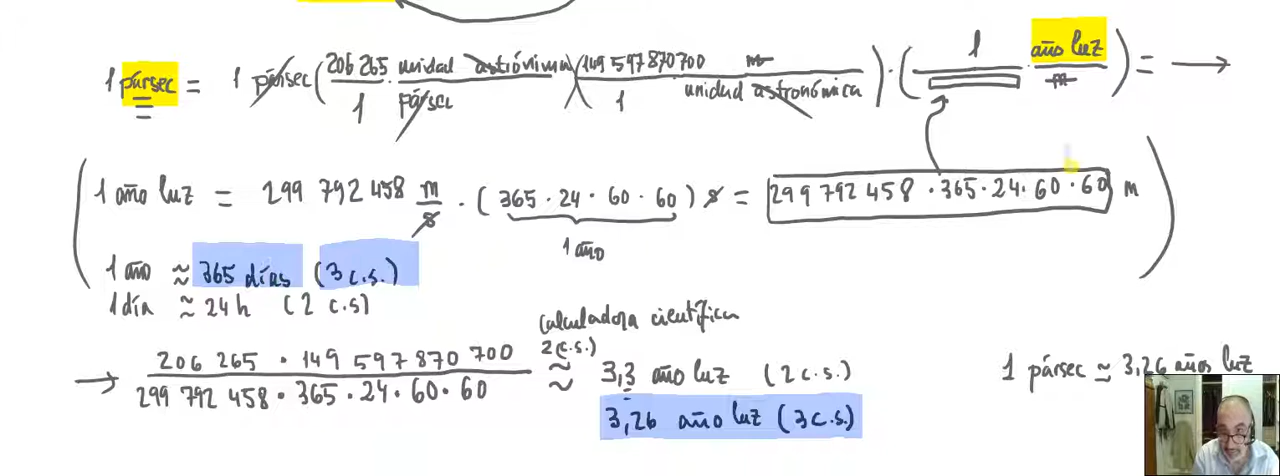 1 pársec = 1 pársec ( 206 265 unidad astrónima / 1 pársec )( 149 597 870 700 m / 1 unidad astronómica ) · ( 1 año luz / m ) = →
1 año luz = 299 792 458 m/s · ( 365 · 24 · 60 · 60 ) s = 299 792 458 · 365 · 24 · 60 · 60 m
1 año
1 año ≈ 365 días (3 c.s.)
1 día ≈ 24 h (2 c.s)
calculadora científica
→ 206 265 · 149 597 870 700 / 299 792 458 · 365 · 24 · 60 · 60 ≈ 2 c.s.) ≈ 3,3 año luz (2 c.s.)
3,26 año luz (3 c.s.)
1 pársec ≃ 3,26 años luz